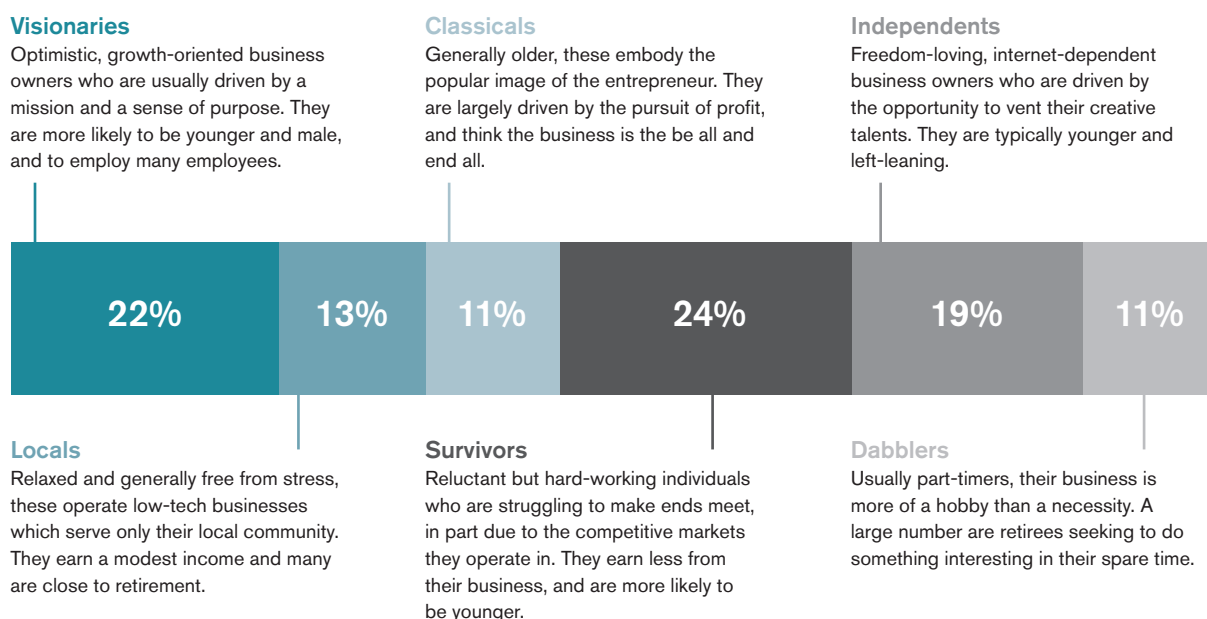 Visionaries
Optimistic, growth-oriented business
owners who are usually driven by a
mission and a sense of purpose. They
are more likely to be younger and male,
and to employ many employees.
Classicals
Generally older, these embody the
popular image of the entrepreneur. They
are largely driven by the pursuit of profit,
and think the business is the be all and
end all.
Independents
Freedom-loving, internet-dependent
business owners who are driven by
the opportunity to vent their creative
talents. They are typically younger and
left-leaning.
22%
13%
11%
24%
19%
11%
Locals
Relaxed and generally free from stress,
these operate low-tech businesses
which serve only their local community.
They earn a modest income and many
are close to retirement.
Survivors
Reluctant but hard-working individuals
who are struggling to make ends meet,
in part due to the competitive markets
they operate in. They earn less from
their business, and are more likely to
be younger.
Dabblers
Usually part-timers, their business is
more of a hobby than a necessity. A
large number are retirees seeking to do
something interesting in their spare time.